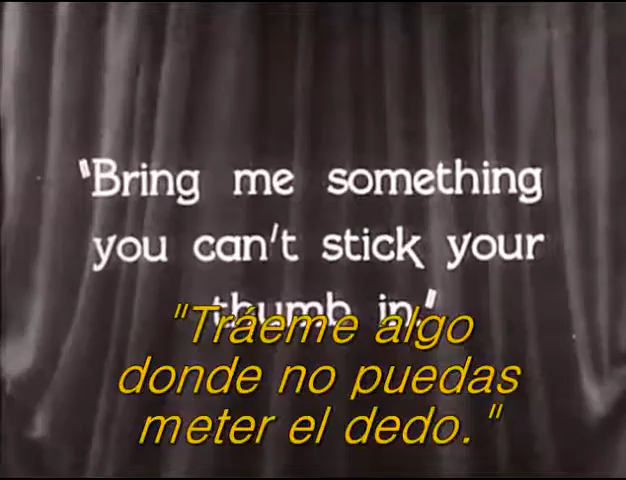 "Bring me something
you can't stick your
thumb in."
"Tráeme algo
donde no puedas
meter el dedo."